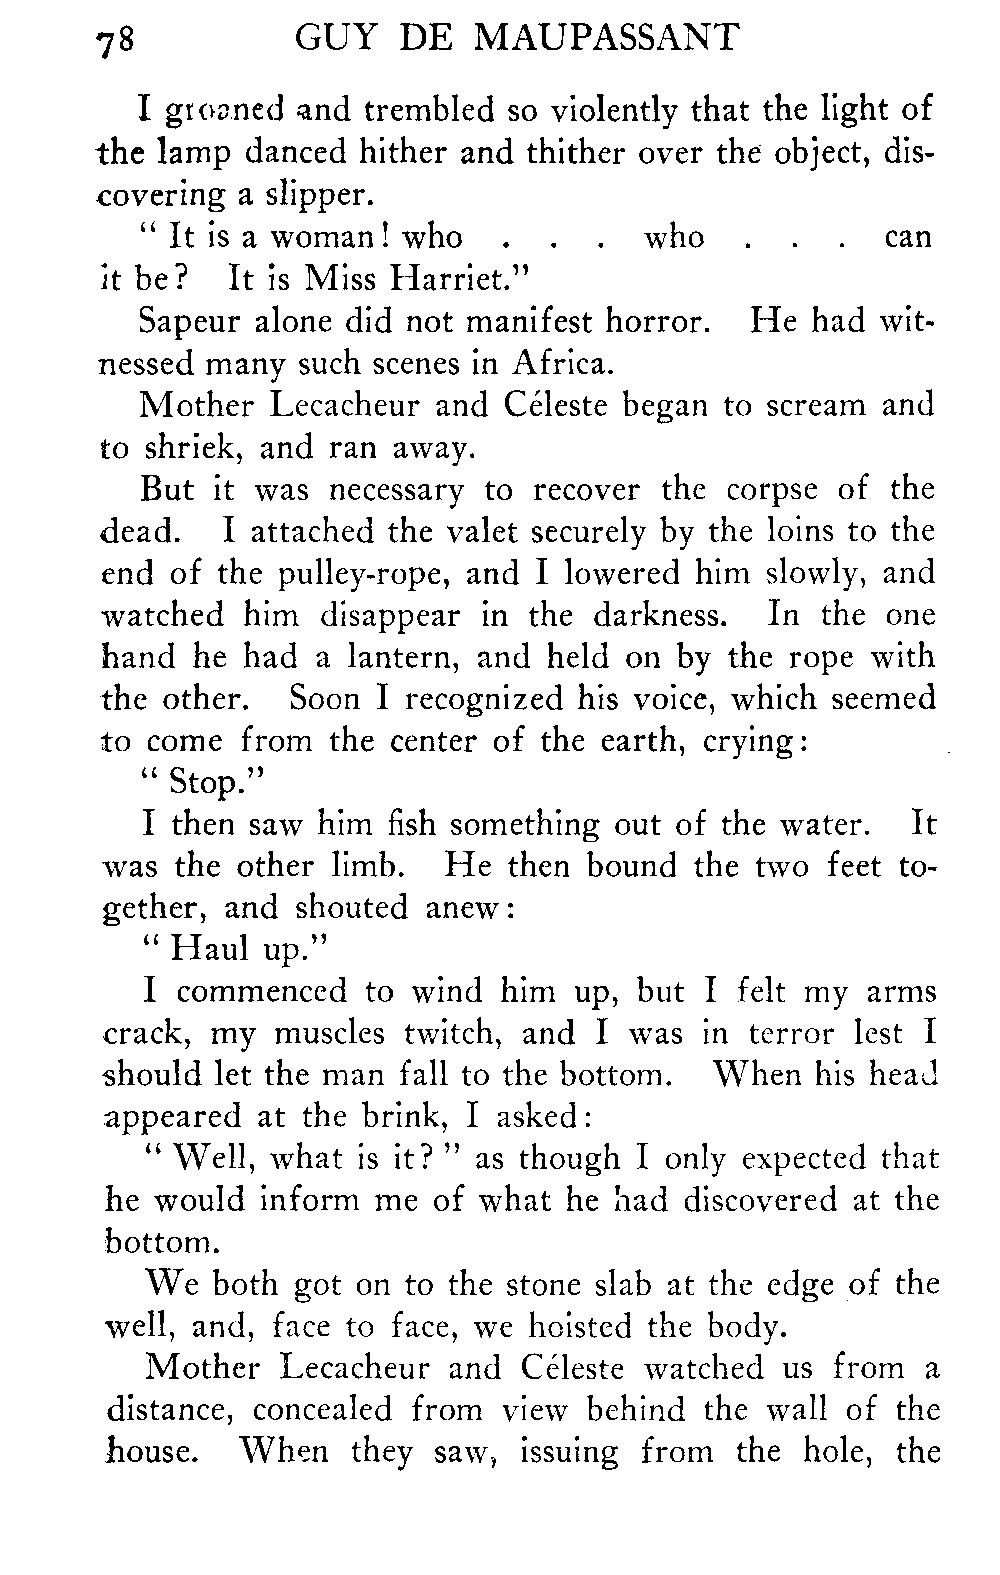 78 GUY DE MAUPASSANT
I groaned and trembled so violently that the light of
the lamp danced hither and thither over the object, dis-
covering a slipper.
" It is a woman! who . . . who . . . can
it be? It is Miss Harriet."
Sapeur alone did not manifest horror. He had wit-
nessed many such scenes in Africa.
Mother Lecacheur and Céleste began to scream and
to shriek, and ran away.
But it was necessary to recover the corpse of the
dead. I attached the valet securely by the loins to the
end of the pulley-rope, and I lowered him slowly, and
watched him disappear in the darkness. In the one
hand he had a lantern, and held on by the rope with
the other. Soon I recognized his voice, which seemed
to come from the center of the earth, crying:
" Stop."
I then saw him fish something out of the water. It
was the other limb. He then bound the two feet to-
gether, and shouted anew:
" Haul up."
I commenced to wind him up, but I felt my arms
crack, my muscles twitch, and I was in terror lest I
should let the man fall to the bottom. When his head
appeared at the brink, I asked:
" Well, what is it? " as though I only expected that
he would inform me of what he had discovered at the
bottom.
We both got on to the stone slab at the edge of the
well, and, face to face, we hoisted the body.
Mother Lecacheur and Céleste watched us from a
distance, concealed from view behind the wall of the
house. When they saw, issuing from the hole, the